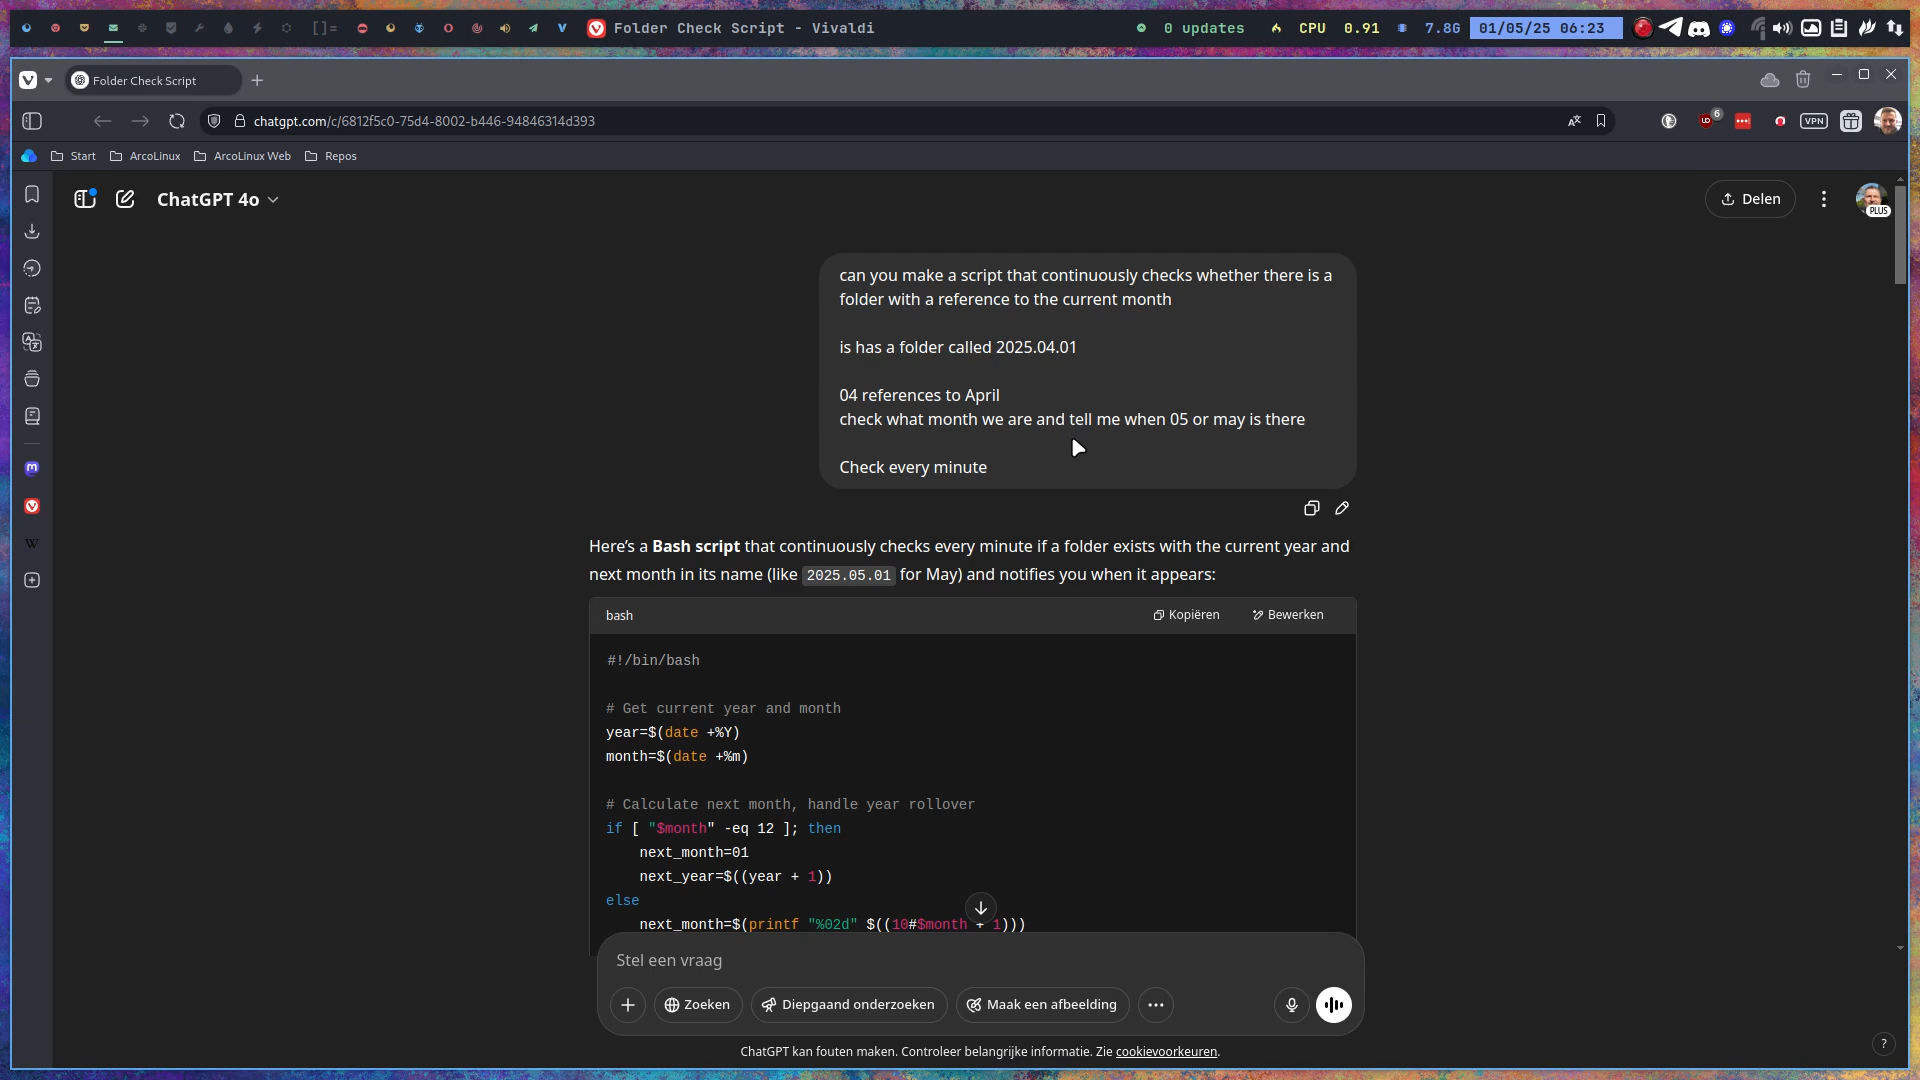 []=
Folder Check Script - Vivaldi
0 updates
CPU 0.91
7.8G
01/05/25 06:23
Folder Check Script
chatgpt.com/c/6812f5c0-75d4-8002-b446-94846314d393
6
VPN
Start
ArcoLinux
ArcoLinux Web
Repos
ChatGPT 4o
Delen
PLUS
can you make a script that continuously checks whether there is a
folder with a reference to the current month
is has a folder called 2025.04.01
04 references to April
check what month we are and tell me when 05 or may is there
Check every minute
Here’s a Bash script that continuously checks every minute if a folder exists with the current year and
next month in its name (like 2025.05.01 for May) and notifies you when it appears:
bash
Kopiëren
Bewerken
#!/bin/bash
# Get current year and month
year=$(date +%Y)
month=$(date +%m)
# Calculate next month, handle year rollover
if [ "$month" -eq 12 ]; then
next_month=01
next_year=$((year + 1))
else
next_month=$(printf "%02d" $((10#$month + 1)))
Stel een vraag
Zoeken
Diepgaand onderzoeken
Maak een afbeelding
ChatGPT kan fouten maken. Controleer belangrijke informatie. Zie cookievoorkeuren.
?